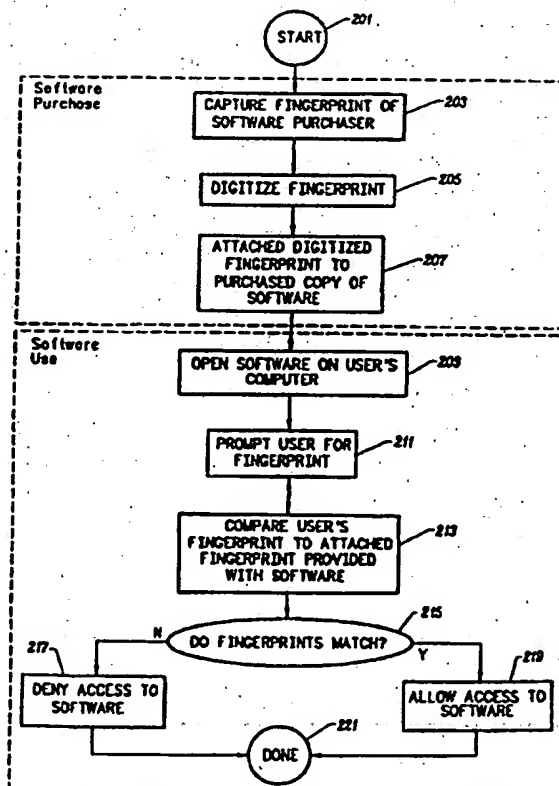 START
201
Software
Purchase
CAPTURE FINGERPRINT OF
SOFTWARE PURCHASER
203
DIGITIZE FINGERPRINT
205
ATTACHED DIGITIZED
FINGERPRINT TO
PURCHASED COPY OF
SOFTWARE
207
Software
Use
OPEN SOFTWARE ON USER'S
COMPUTER
209
PROMPT USER FOR
FINGERPRINT
211
COMPARE USER'S
FINGERPRINT TO ATTACHED
FINGERPRINT PROVIDED
WITH SOFTWARE
213
DO FINGERPRINTS MATCH?
215
N
Y
217
DENY ACCESS TO
SOFTWARE
219
ALLOW ACCESS TO
SOFTWARE
221
DONE